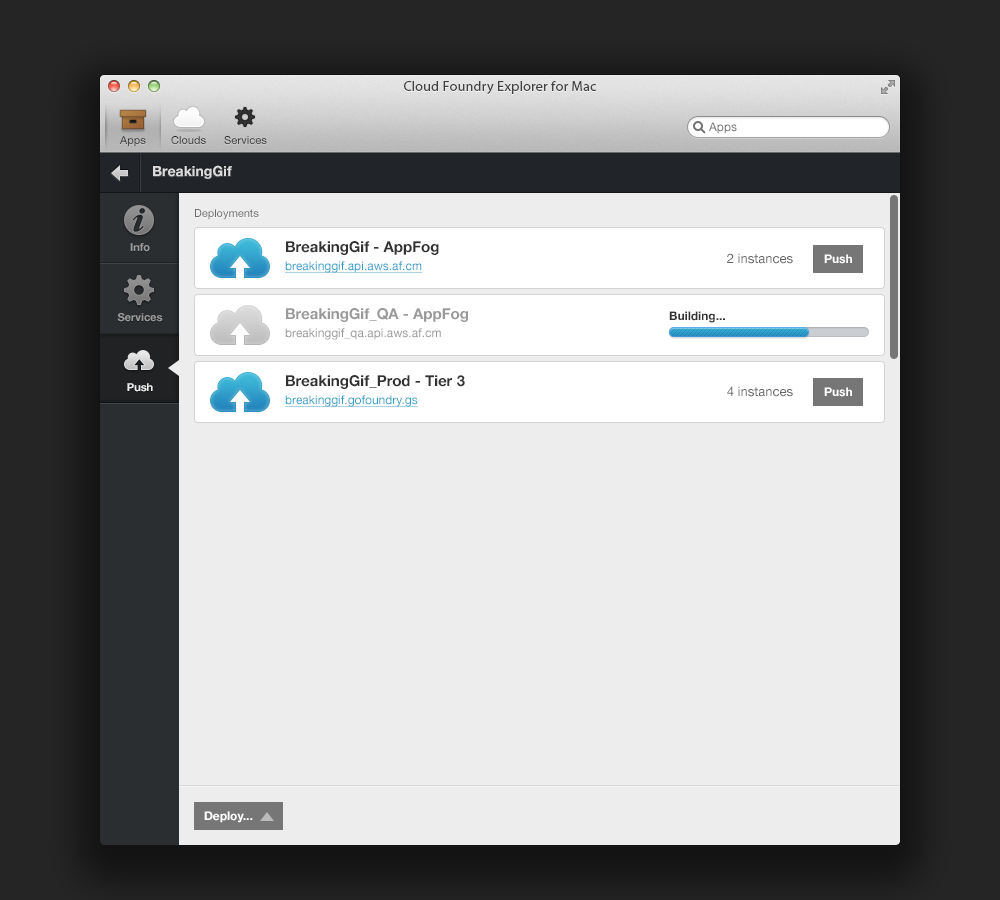 Cloud Foundry Explorer for Mac
Apps
Clouds
Services
Apps
BreakingGif
Info
Services
Push
Deployments
BreakingGif - AppFog
breakinggif.api.aws.af.cm
2 instances
Push
BreakingGif_QA - AppFog
breakinggif_qa.api.aws.af.cm
Building...
BreakingGif_Prod - Tier 3
breakinggif.gofoundry.gs
4 instances
Push
Deploy...